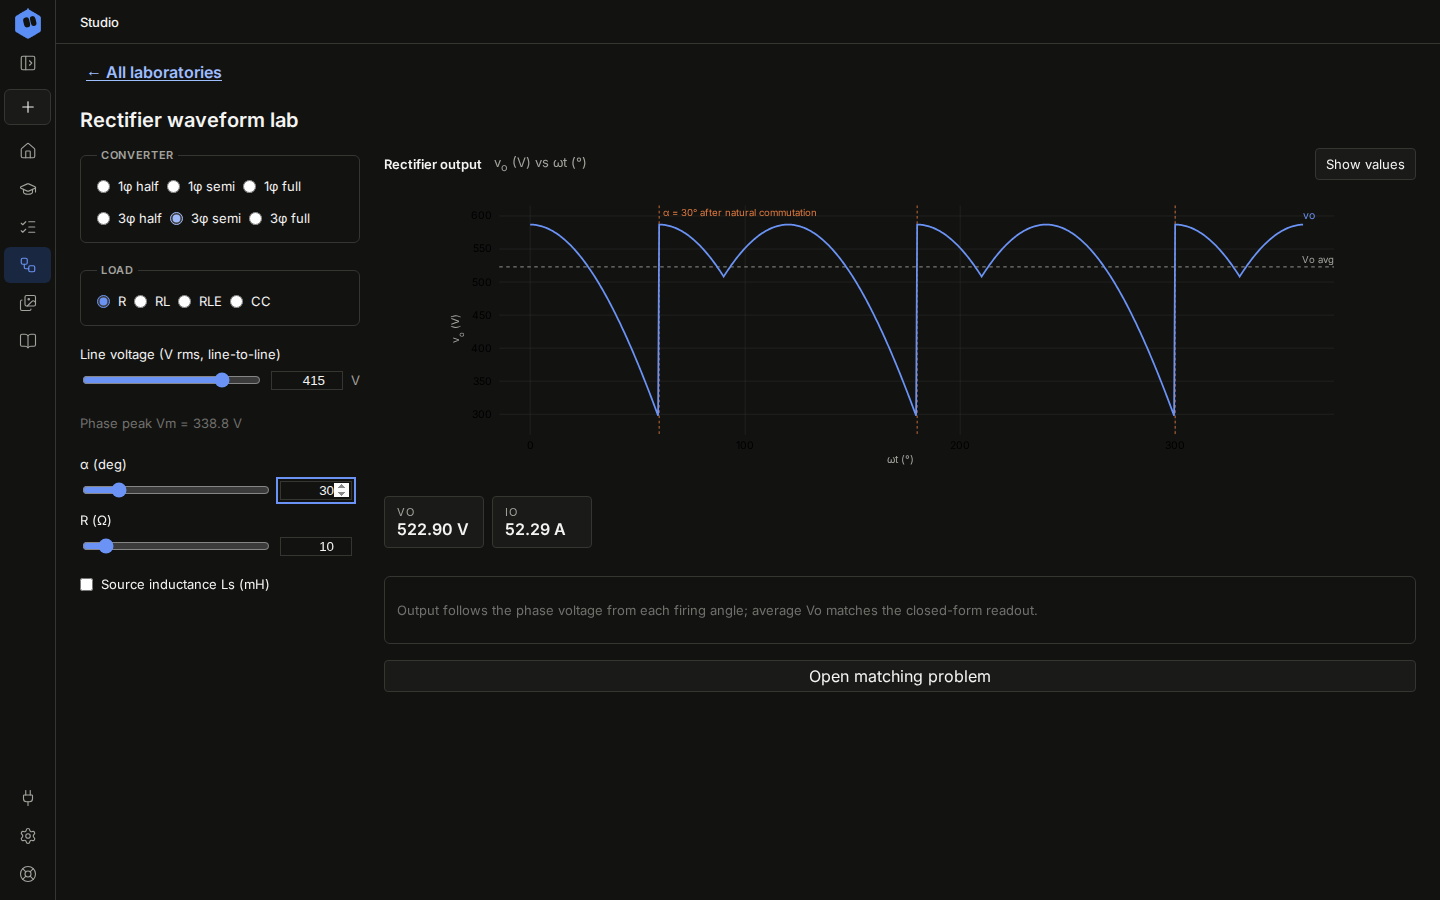 Studio
← All laboratories
Rectifier waveform lab
CONVERTER
1φ half 1φ semi 1φ full
3φ half 3φ semi 3φ full
LOAD
R RL RLE CC
Line voltage (V rms, line-to-line)
415 V
Phase peak Vm = 338.8 V
α (deg)
30
R (Ω)
10
Source inductance Ls (mH)
Rectifier output vo (V) vs ωt (°)
Show values
α = 30° after natural commutation
vo
Vo avg
600
550
500
450
400
350
300
vo (V)
0 100 200 300
ωt (°)
VO
522.90 V
IO
52.29 A
Output follows the phase voltage from each firing angle; average Vo matches the closed-form readout.
Open matching problem